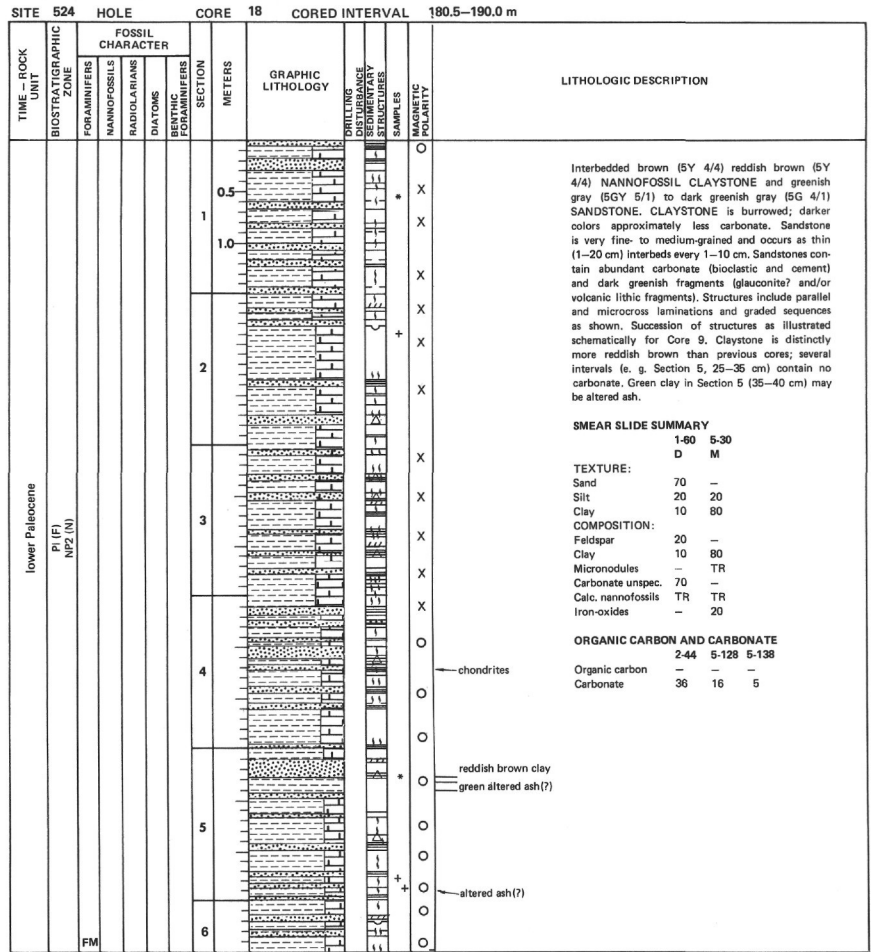 SITE 524 HOLE CORE 18 CORED INTERVAL 180.5–190.0 m
TIME – ROCK UNIT
BIOSTRATIGRAPHIC ZONE
FOSSIL CHARACTER
FORAMINIFERS
NANNOFOSSILS
RADIOLARIANS
DIATOMS
BENTHIC FORAMINIFERS
SECTION
METERS
GRAPHIC LITHOLOGY
DRILLING DISTURBANCE
SEDIMENTARY STRUCTURES
SAMPLES
MAGNETIC POLARITY
LITHOLOGIC DESCRIPTION
lower Paleocene
PI (F)
NP2 (N)
FM
1
0.5
1.0
2
3
4
5
6
O
X
X
X
X
X
X
X
X
X
X
X
O
O
O
O
O
O
O
O
O
*
+
*
+
+
chondrites
reddish brown clay
green altered ash(?)
altered ash(?)
Interbedded brown (5Y 4/4) reddish brown (5Y
4/4) NANNOFOSSIL CLAYSTONE and greenish
gray (5GY 5/1) to dark greenish gray (5G 4/1)
SANDSTONE. CLAYSTONE is burrowed; darker
colors approximately less carbonate. Sandstone
is very fine- to medium-grained and occurs as thin
(1–20 cm) interbeds every 1–10 cm. Sandstones con-
tain abundant carbonate (bioclastic and cement)
and dark greenish fragments (glauconite? and/or
volcanic lithic fragments). Structures include parallel
and microcross laminations and graded sequences
as shown. Succession of structures as illustrated
schematically for Core 9. Claystone is distinctly
more reddish brown than previous cores; several
intervals (e. g. Section 5, 25–35 cm) contain no
carbonate. Green clay in Section 5 (35–40 cm) may
be altered ash.
SMEAR SLIDE SUMMARY
1-60 5-30
D M
TEXTURE:
Sand 70 –
Silt 20 20
Clay 10 80
COMPOSITION:
Feldspar 20 –
Clay 10 80
Micronodules – TR
Carbonate unspec. 70 –
Calc. nannofossils TR TR
Iron-oxides – 20
ORGANIC CARBON AND CARBONATE
2-44 5-128 5-138
Organic carbon – – –
Carbonate 36 16 5